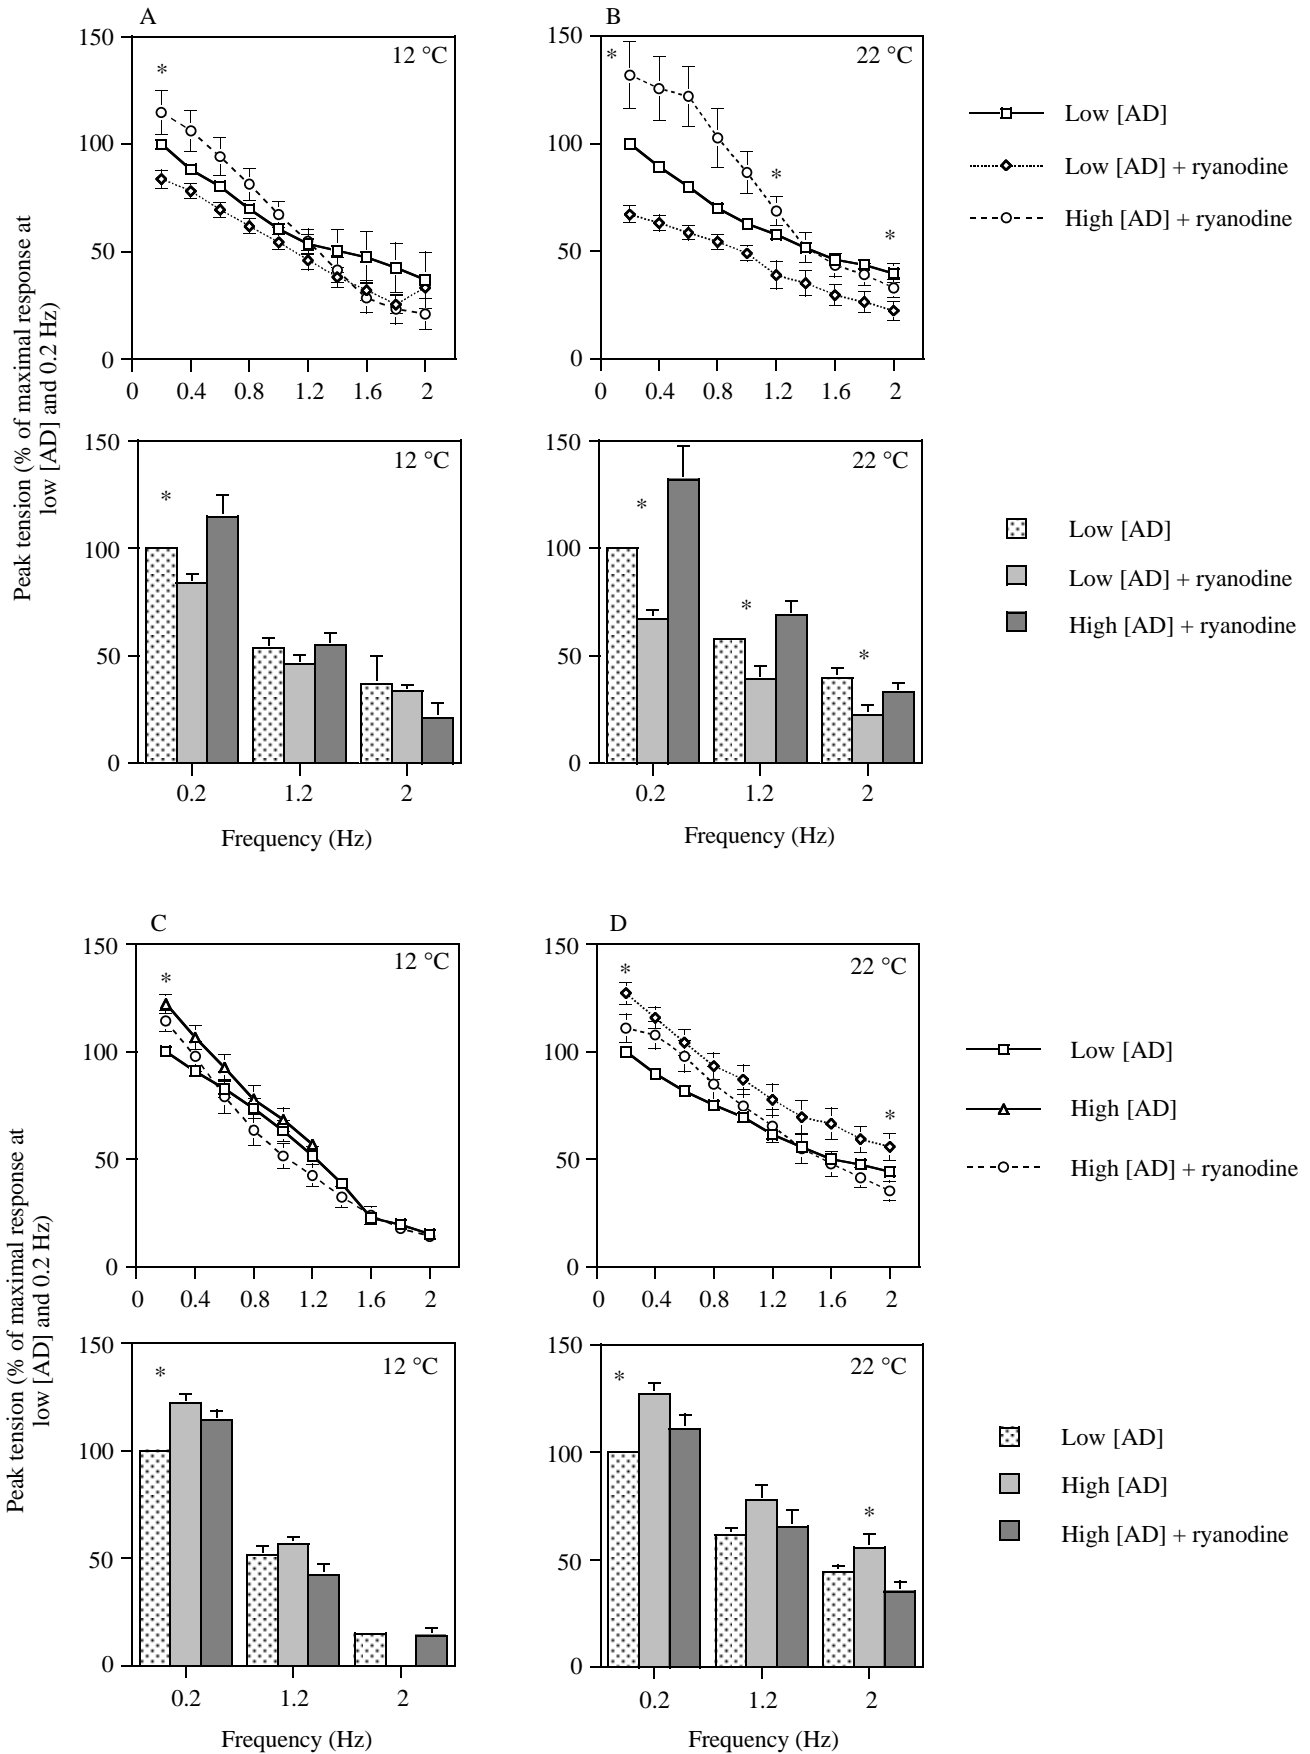 A
B
150
100
50
0
12 °C
*
0 0.4 0.8 1.2 1.6 2
150
100
50
0
22 °C
*
*
*
0 0.4 0.8 1.2 1.6 2
Low [AD]
Low [AD] + ryanodine
High [AD] + ryanodine
Peak tension (% of maximal response at
low [AD] and 0.2 Hz)
150
100
50
0
12 °C
*
0.2 1.2 2
Frequency (Hz)
150
100
50
0
22 °C
*
*
*
0.2 1.2 2
Frequency (Hz)
Low [AD]
Low [AD] + ryanodine
High [AD] + ryanodine
C
D
150
100
50
0
12 °C
*
0 0.4 0.8 1.2 1.6 2
150
100
50
0
22 °C
*
*
0 0.4 0.8 1.2 1.6 2
Low [AD]
High [AD]
High [AD] + ryanodine
Peak tension (% of maximal response at
low [AD] and 0.2 Hz)
150
100
50
0
12 °C
*
0.2 1.2 2
Frequency (Hz)
150
100
50
0
22 °C
*
*
0.2 1.2 2
Frequency (Hz)
Low [AD]
High [AD]
High [AD] + ryanodine